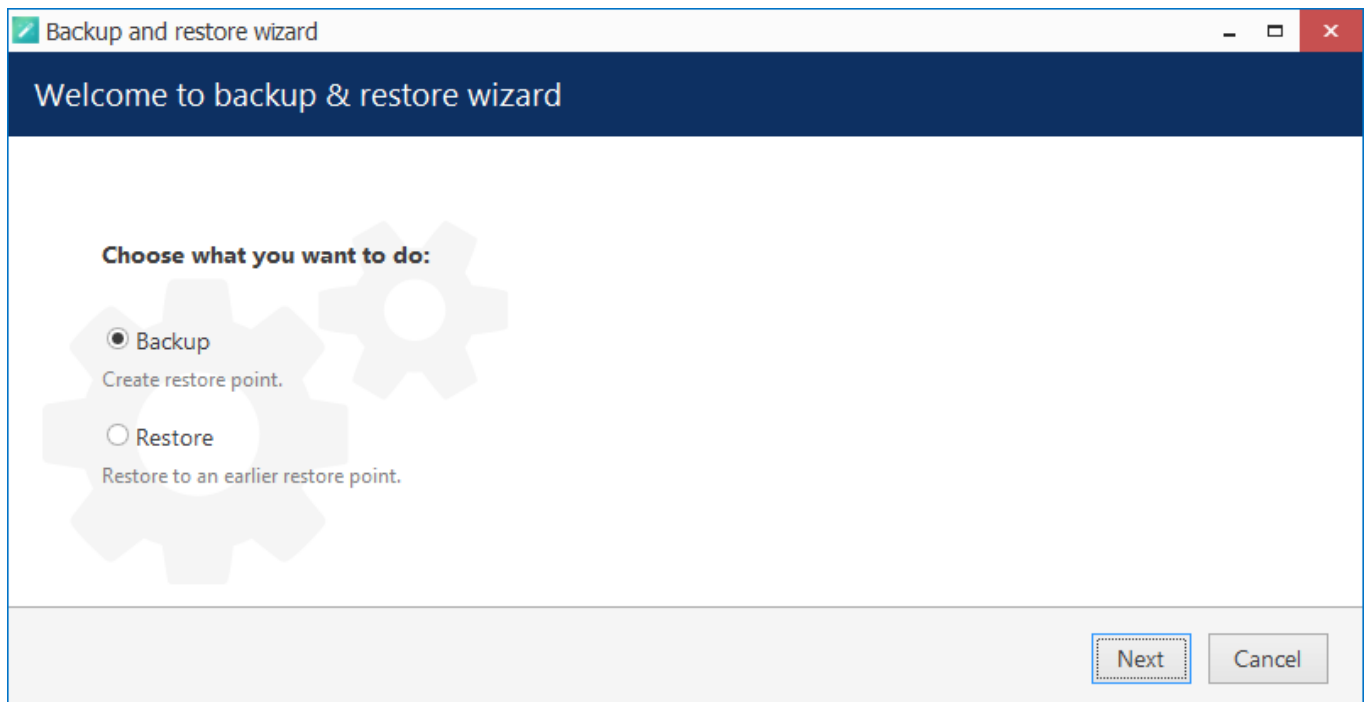 Backup and restore wizard
Welcome to backup & restore wizard
Choose what you want to do:
Backup
Create restore point.
Restore
Restore to an earlier restore point.
Next Cancel